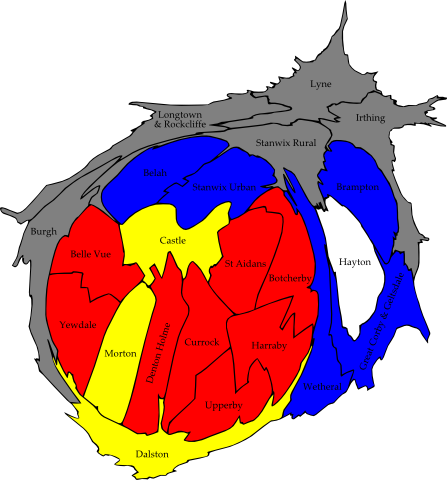 Lyne
Longtown
& Rockcliffe
Irthing
Stanwix Rural
Belah
Stanwix Urban
Brampton
Burgh
Castle
Belle Vue
St Aidans
Hayton
Botcherby
Great Corby & Geltsdale
Yewdale
Morton
Denton Holme
Currock
Harraby
Wetheral
Upperby
Dalston